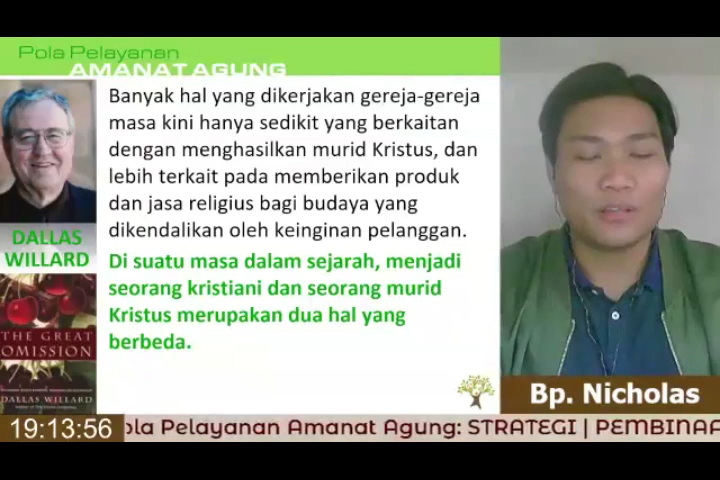 Pola Pelayanan
AMANAT AGUNG
Banyak hal yang dikerjakan gereja-gereja
masa kini hanya sedikit yang berkaitan
dengan menghasilkan murid Kristus, dan
lebih terkait pada memberikan produk
dan jasa religius bagi budaya yang
dikendalikan oleh keinginan pelanggan.
Di suatu masa dalam sejarah, menjadi
seorang kristiani dan seorang murid
Kristus merupakan dua hal yang
berbeda.
DALLAS
WILLARD
THE GREAT
OMISSION
DALLAS WILLARD
Bp. Nicholas
19:13:56
ola Pelayanan Amanat Agung: STRATEGI | PEMBINAA